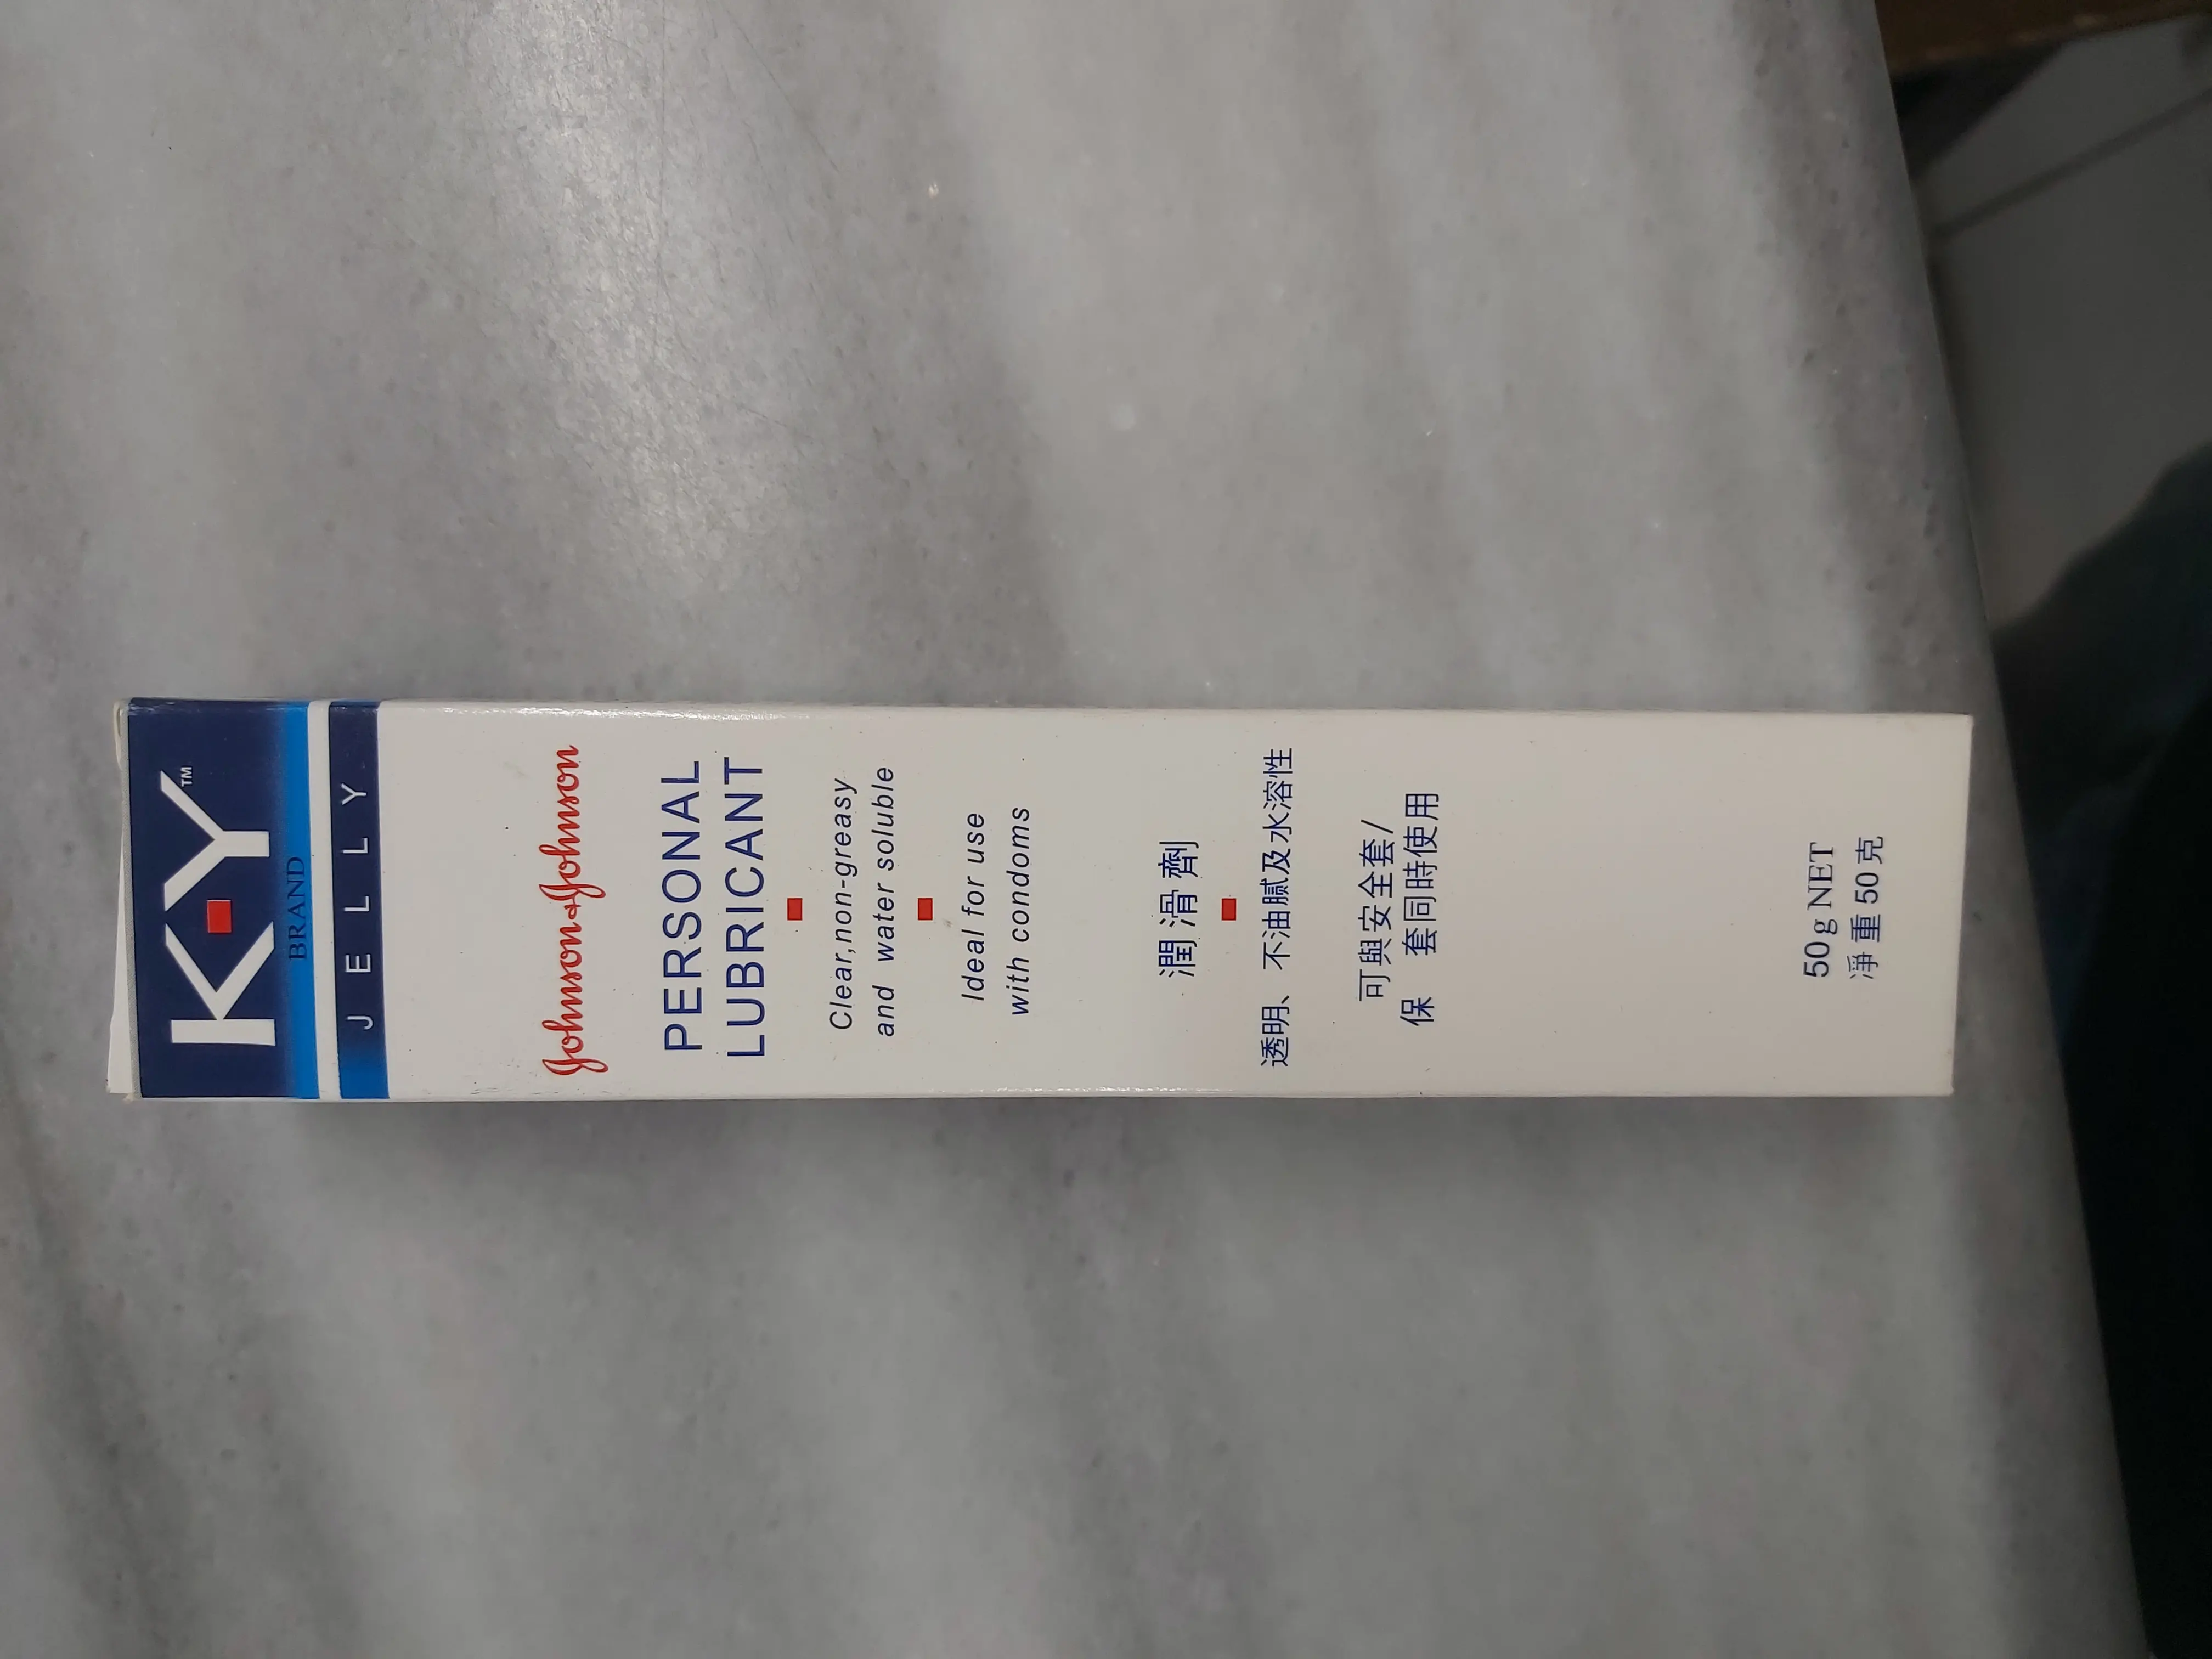 K-Y™
BRAND
JELLY
Johnson & Johnson
PERSONAL
LUBRICANT
Clear,non-greasy
and water soluble
Ideal for use
with condoms
潤滑劑
透明、不油腻及水溶性
可與安全套/
保 套同時使用
50g NET
淨重50克